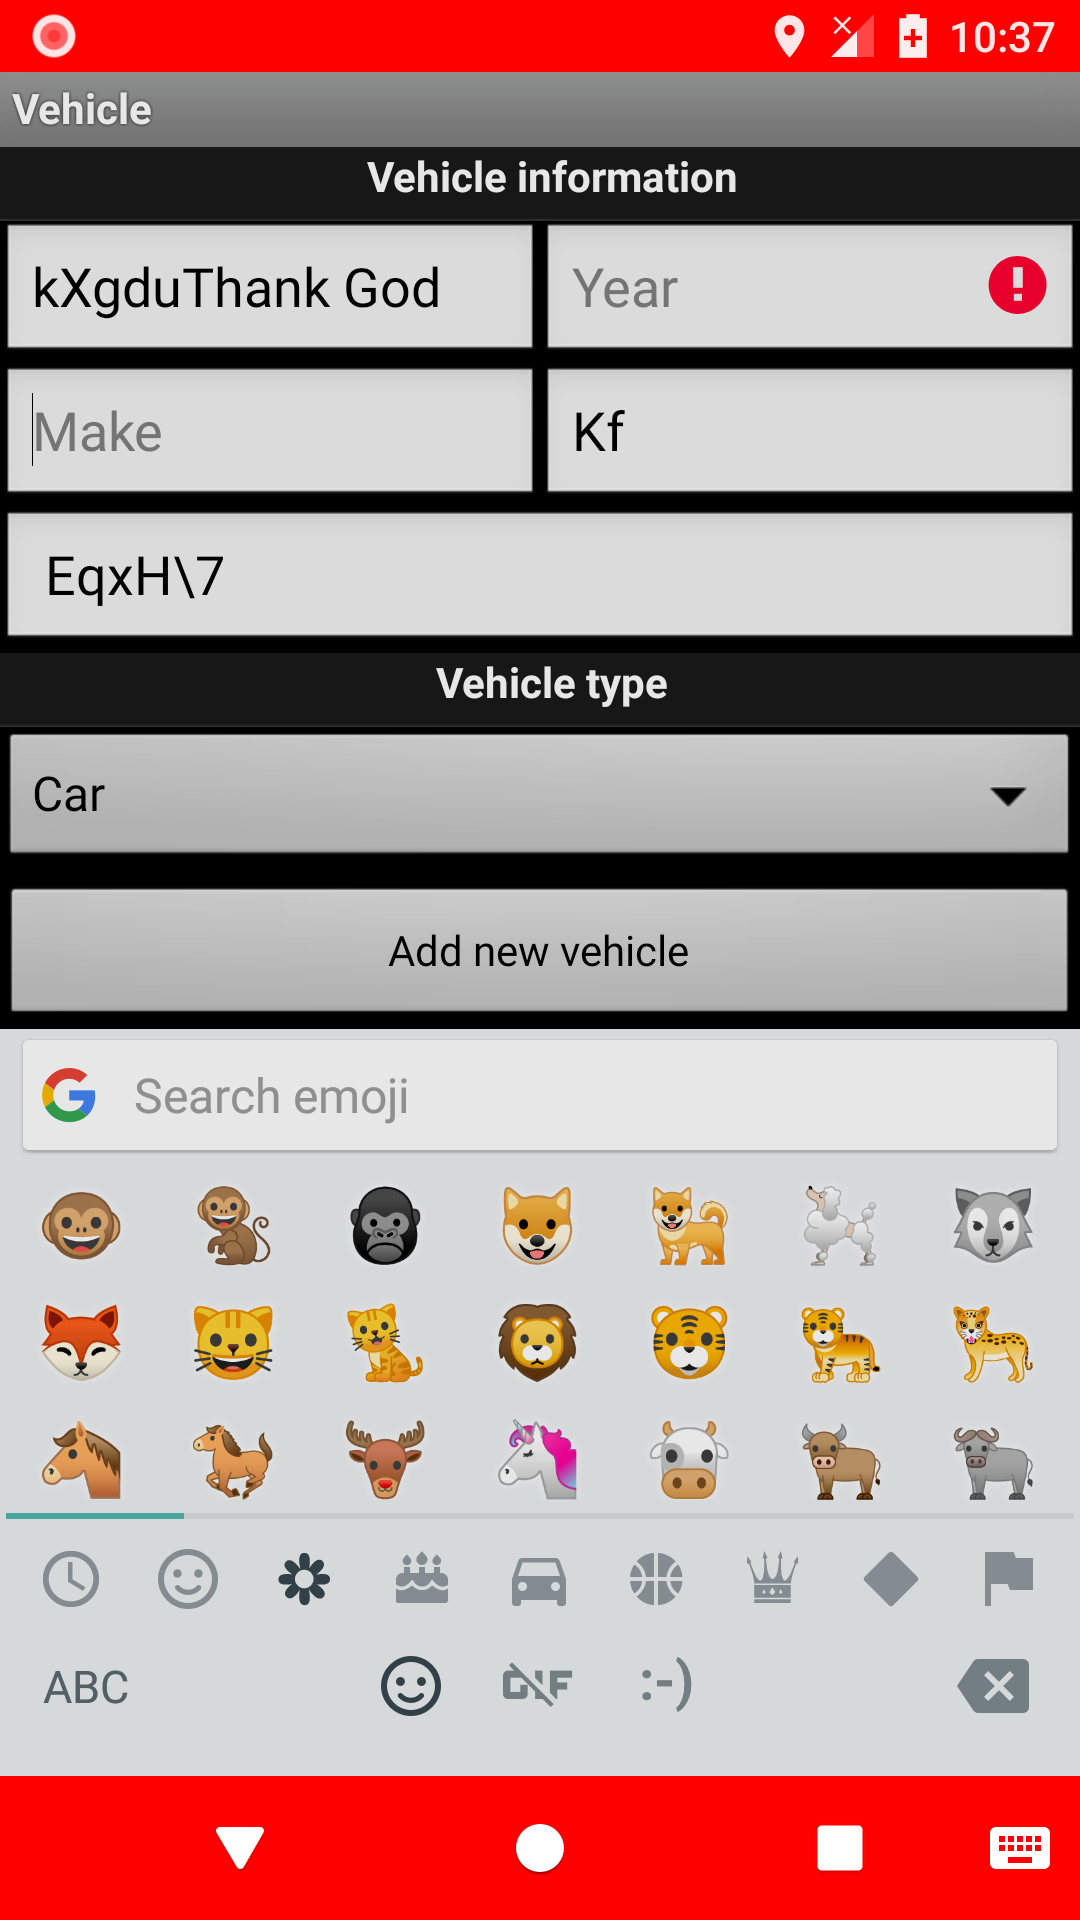 10:37
Vehicle
Vehicle information
kXgduThank God
Year
Make
Kf
EqxH\7
Vehicle type
Car
Add new vehicle
Search emoji
ABC
GIF
:-)